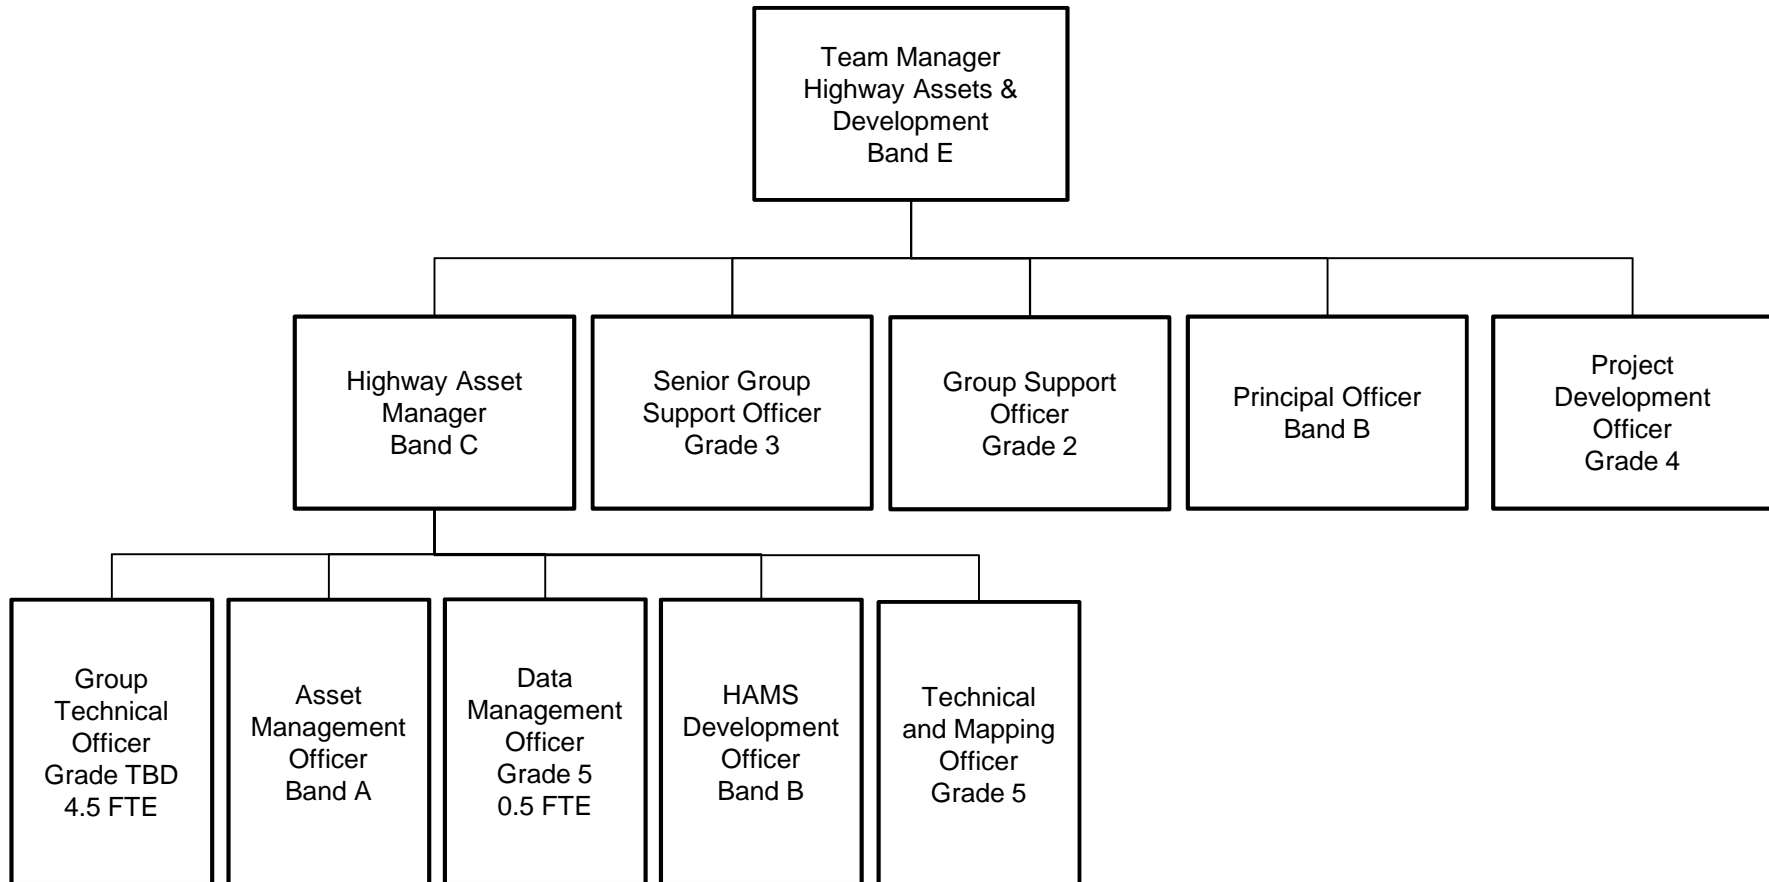 Team Manager
Highway Assets &
Development
Band E
Highway Asset
Manager
Band C
Senior Group
Support Officer
Grade 3
Group Support
Officer
Grade 2
Principal Officer
Band B
Project
Development
Officer
Grade 4
Group
Technical
Officer
Grade TBD
4.5 FTE
Asset
Management
Officer
Band A
Data
Management
Officer
Grade 5
0.5 FTE
HAMS
Development
Officer
Band B
Technical
and Mapping
Officer
Grade 5